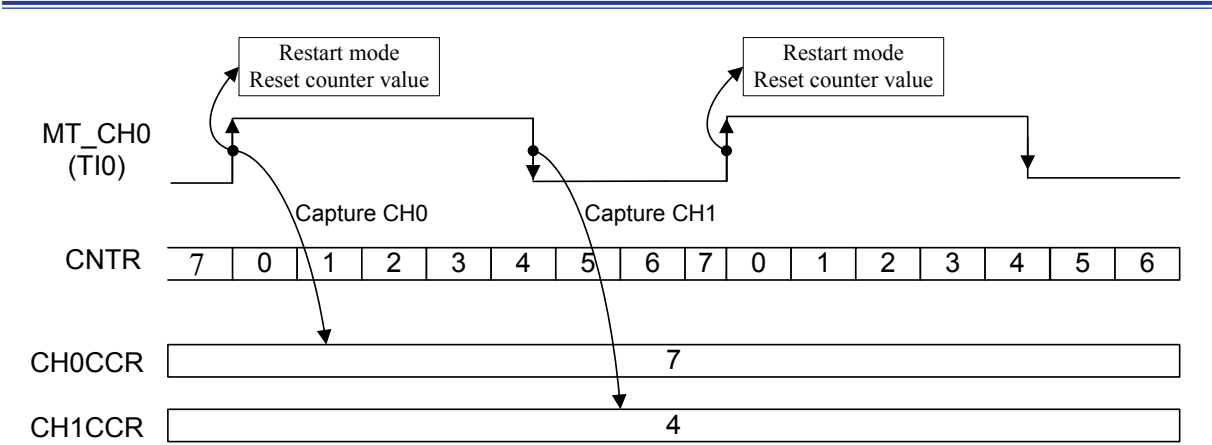 Restart mode
Reset counter value
Restart mode
Reset counter value
MT_CH0
(TI0)
Capture CH0
Capture CH1
CNTR 7 0 1 2 3 4 5 6 7 0 1 2 3 4 5 6
CH0CCR 7
CH1CCR 4